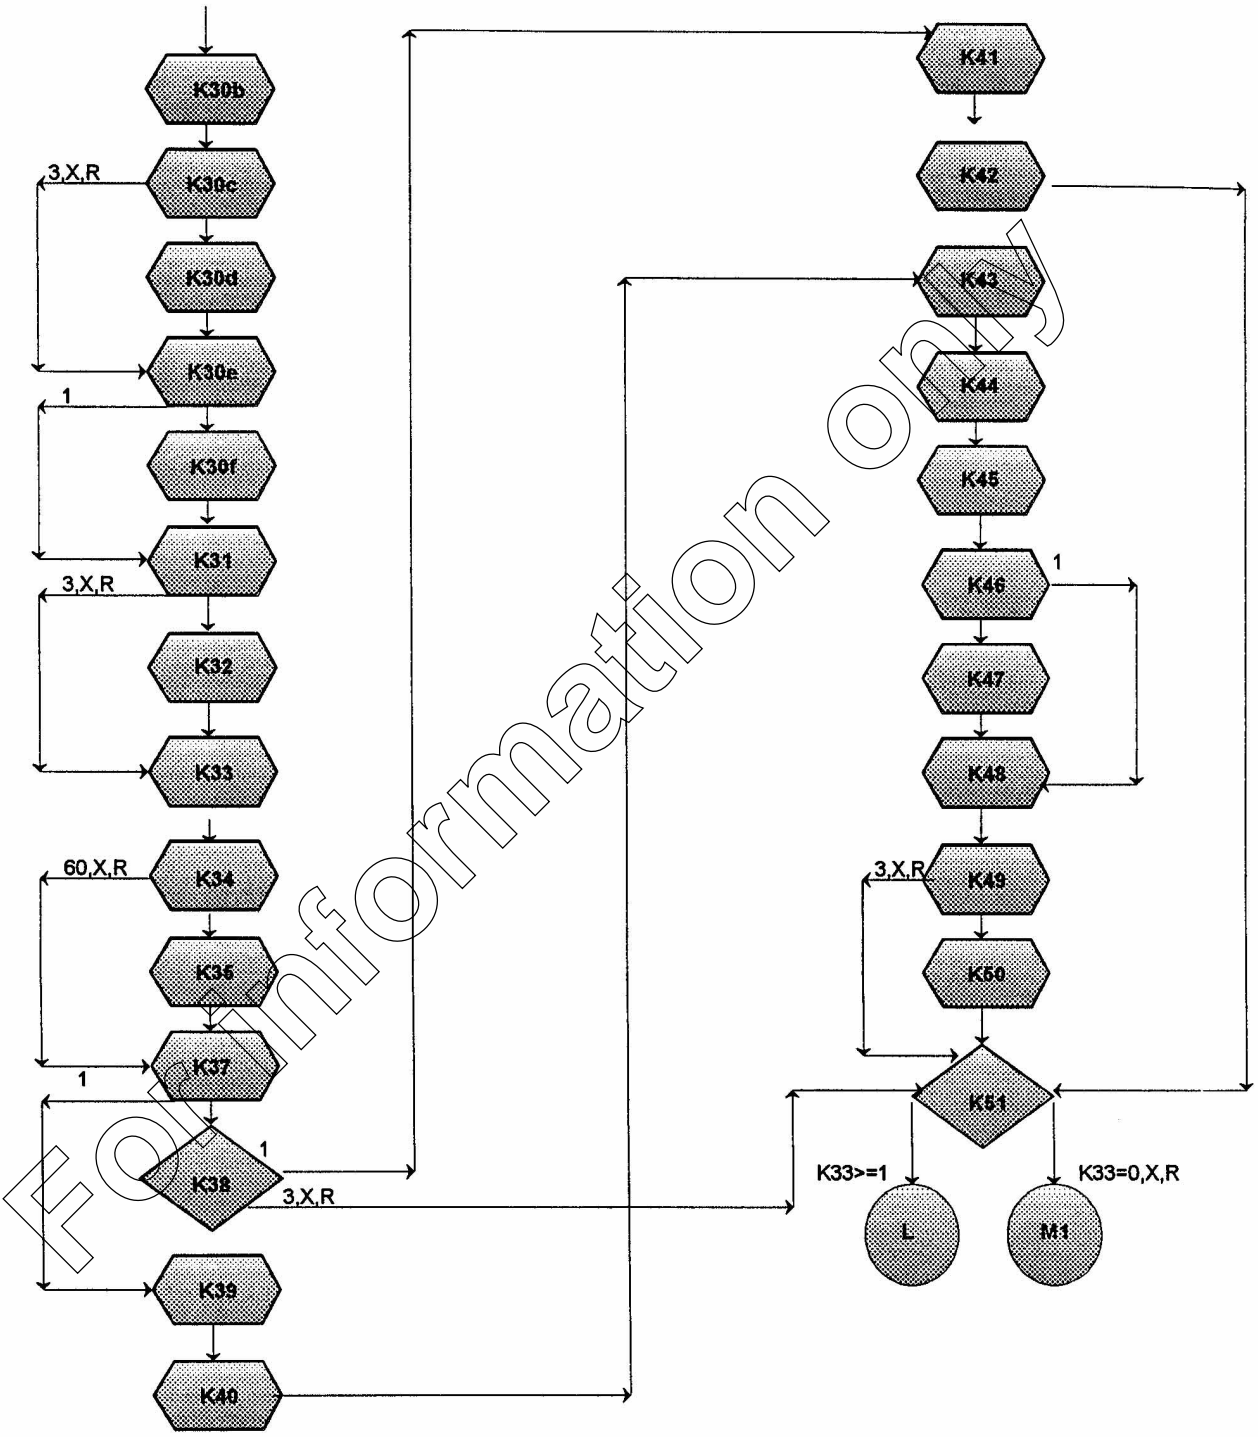 K30b
3,X,R
K30c
K30d
K30e
1
K30f
K31
3,X,R
K32
K33
60,X,R
K34
K35
K37
1
K38
1
3,X,R
K39
K40
K41
K42
K43
K44
K45
K46
1
K47
K48
3,X,R
K49
K50
K51
K33>=1
K33=0,X,R
L
M1
For information only